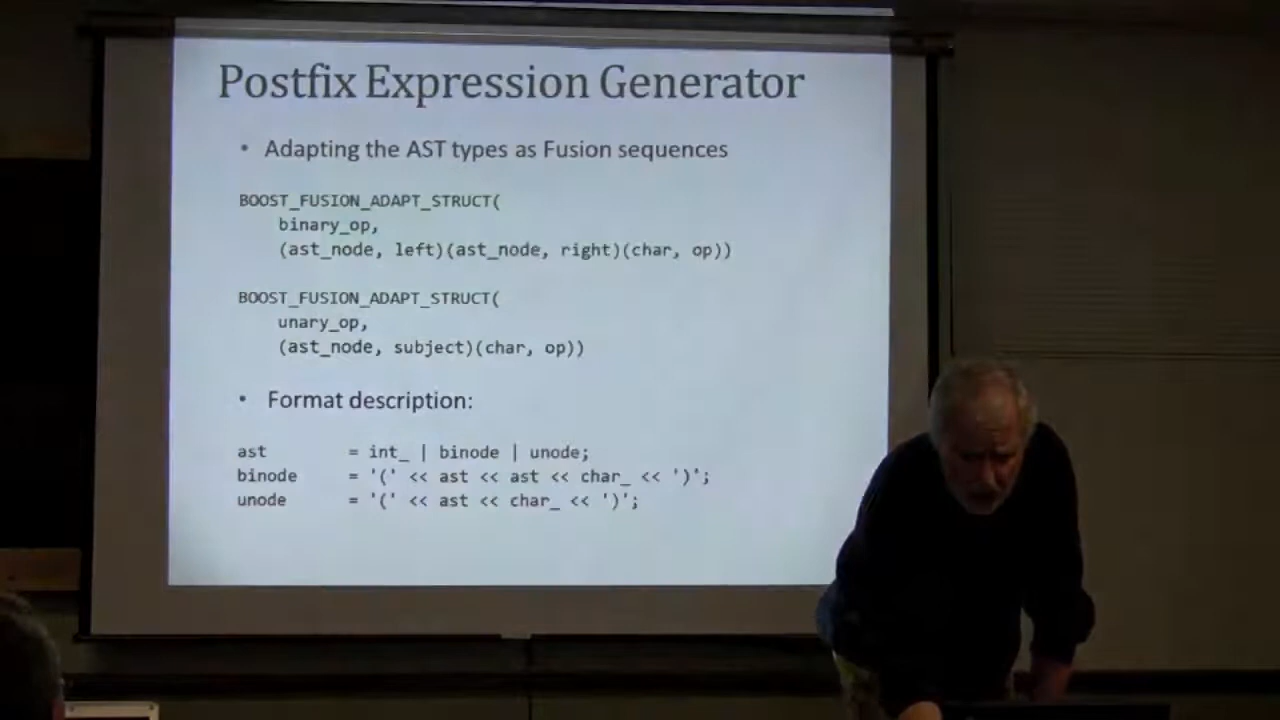 Postfix Expression Generator
• Adapting the AST types as Fusion sequences
BOOST_FUSION_ADAPT_STRUCT(
binary_op,
(ast_node, left)(ast_node, right)(char, op))
BOOST_FUSION_ADAPT_STRUCT(
unary_op,
(ast_node, subject)(char, op))
• Format description:
ast = int_ | binode | unode;
binode = '(' << ast << ast << char_ << ')';
unode = '(' << ast << char_ << ')';